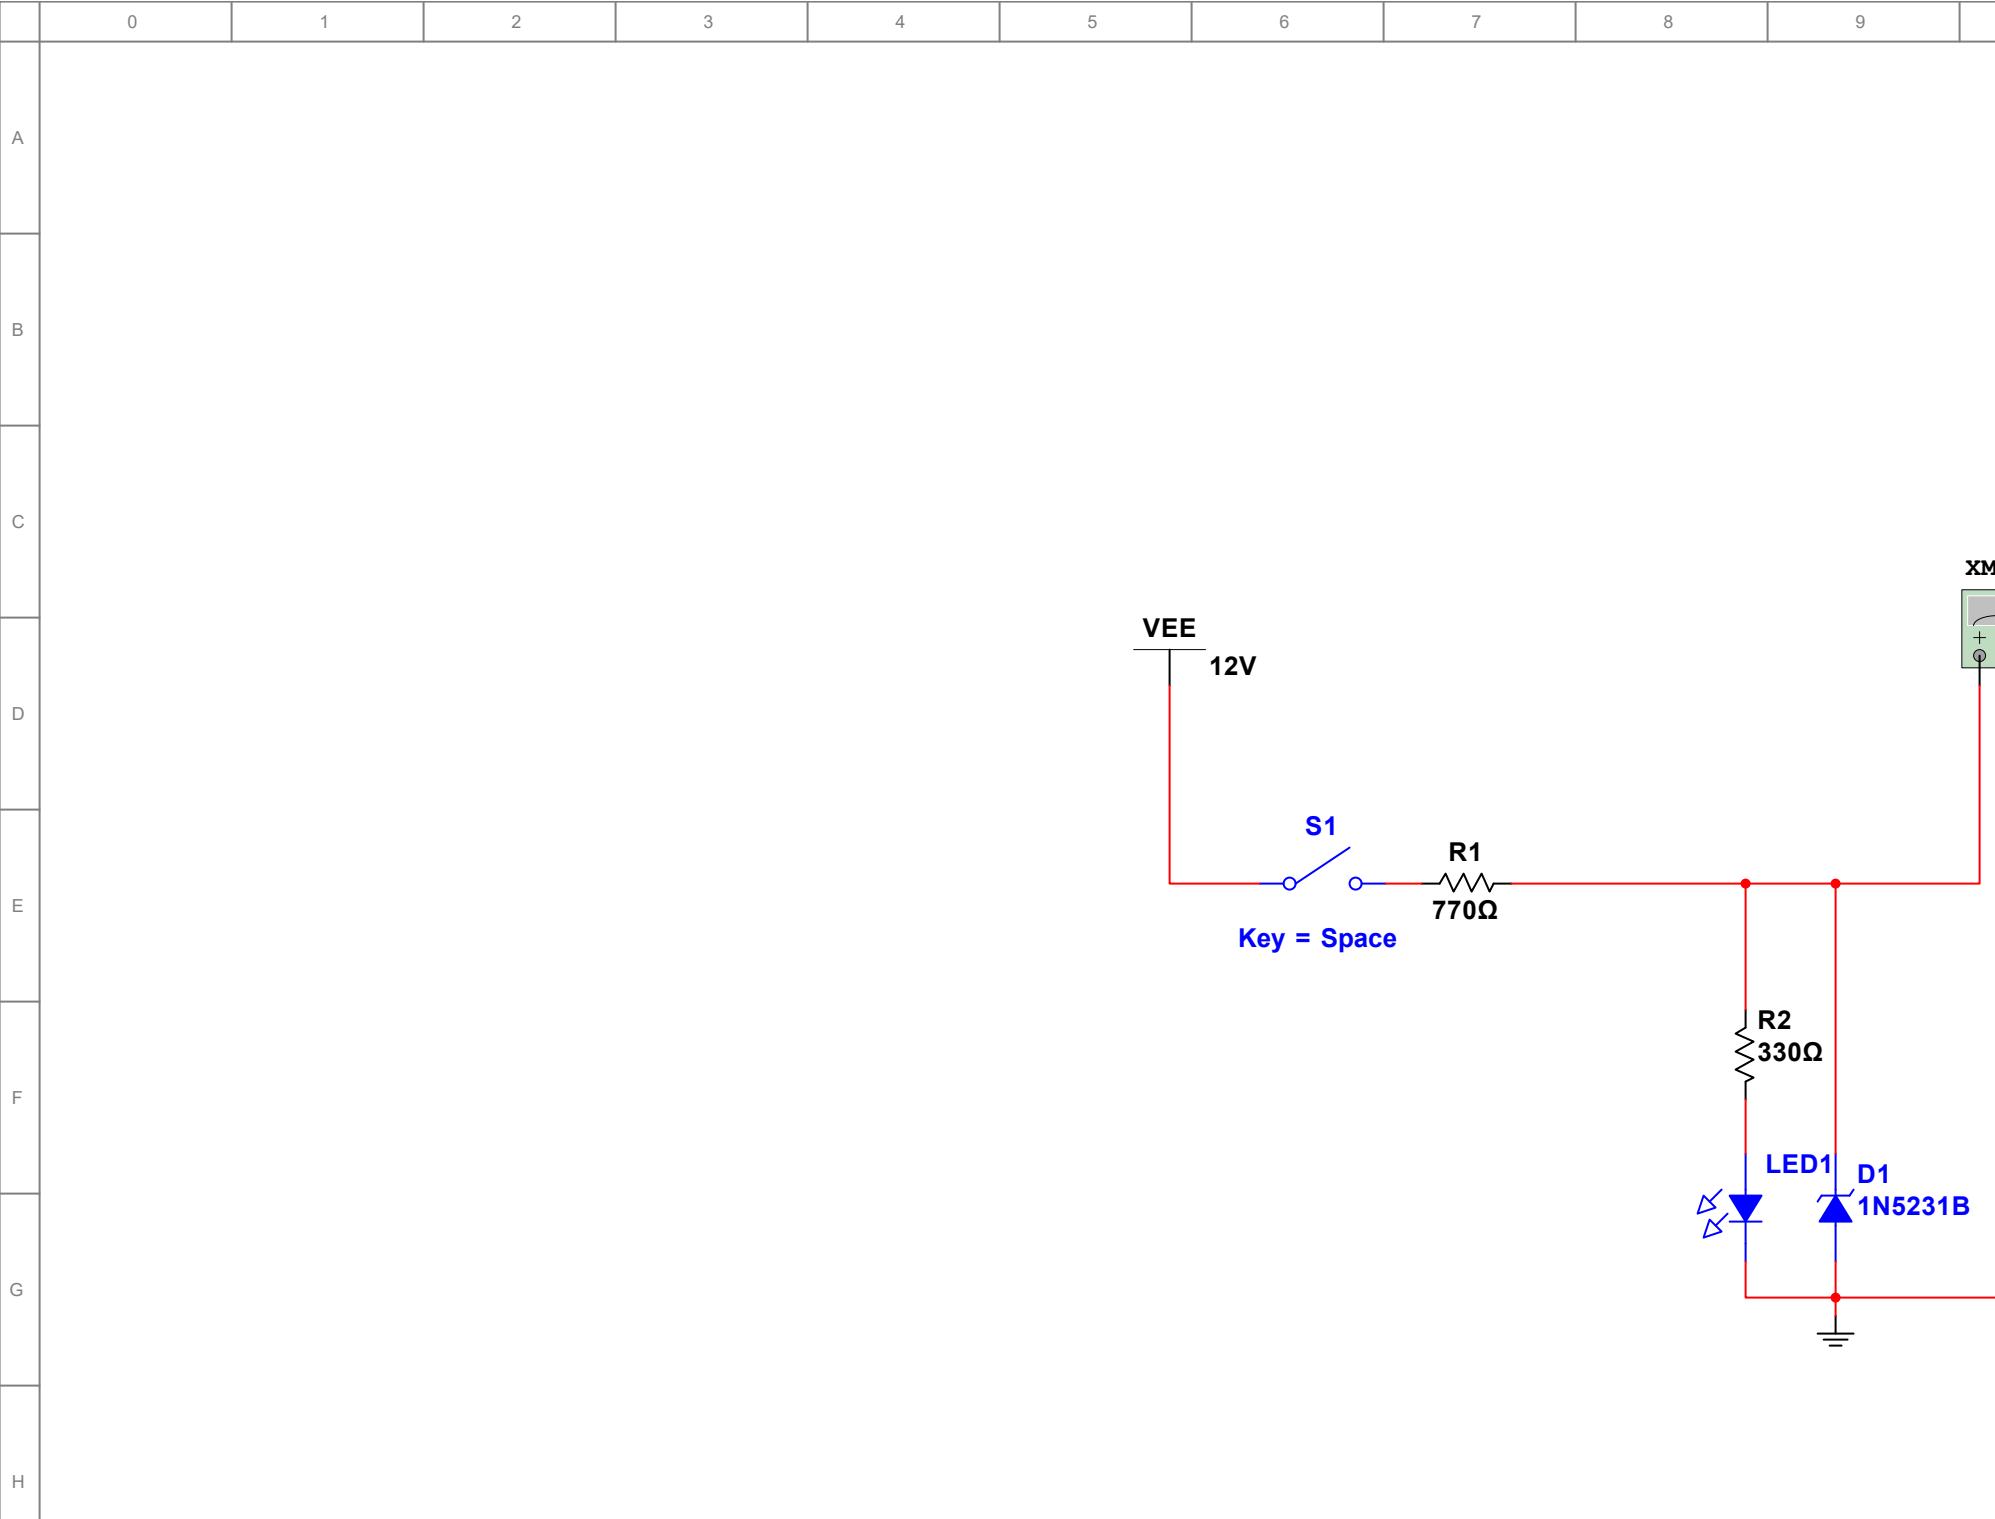 0 1 2 3 4 5 6 7 8 9
A
B
C
XM
VEE
12V
D
S1
R1
E
770Ω
Key = Space
R2
330Ω
F
LED1
D1
1N5231B
G
H